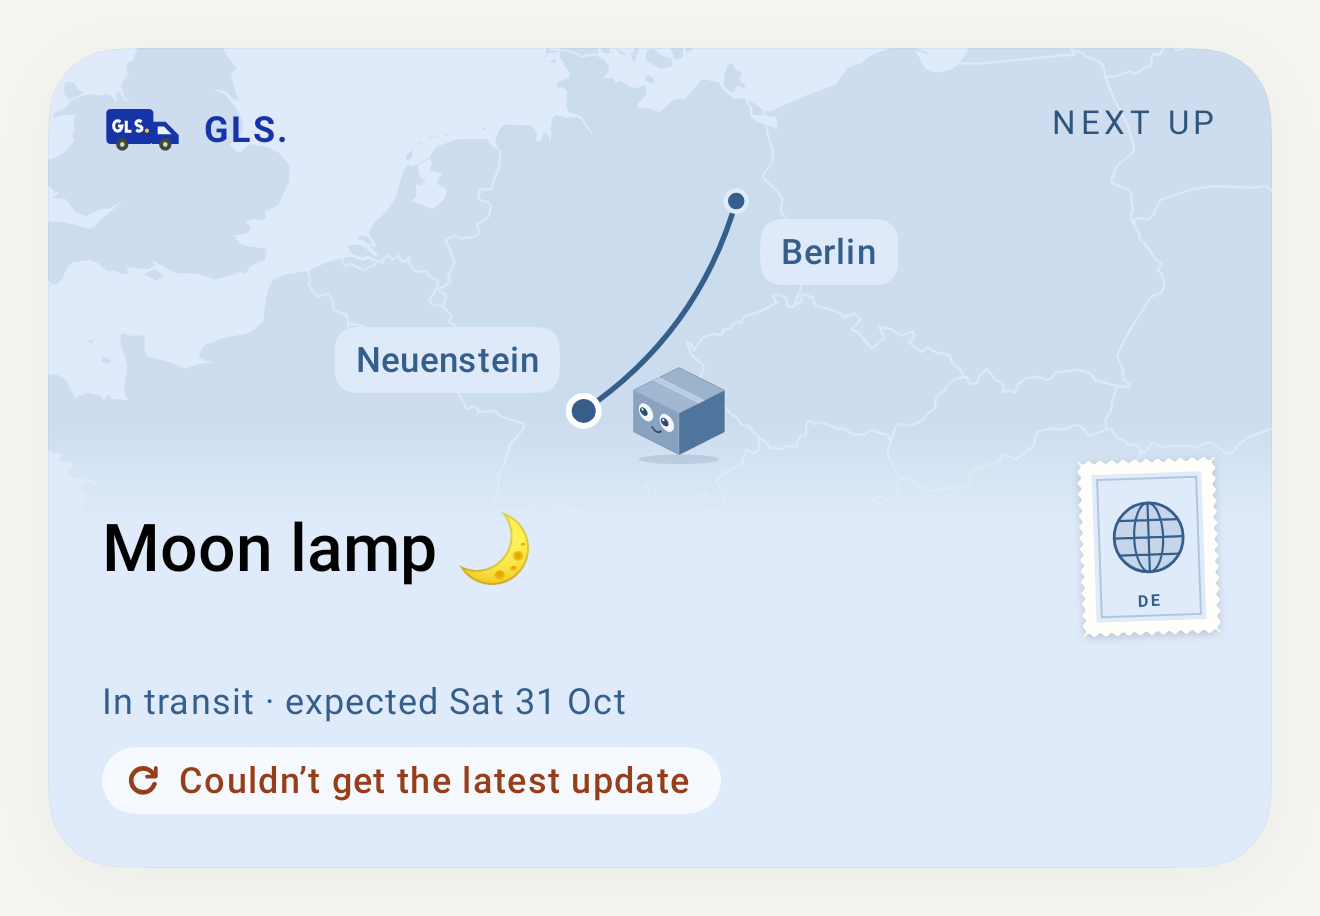 GLS.
GLS.
NEXT UP
Berlin
Neuenstein
Moon lamp 🌙
DE
In transit · expected Sat 31 Oct
Couldn’t get the latest update